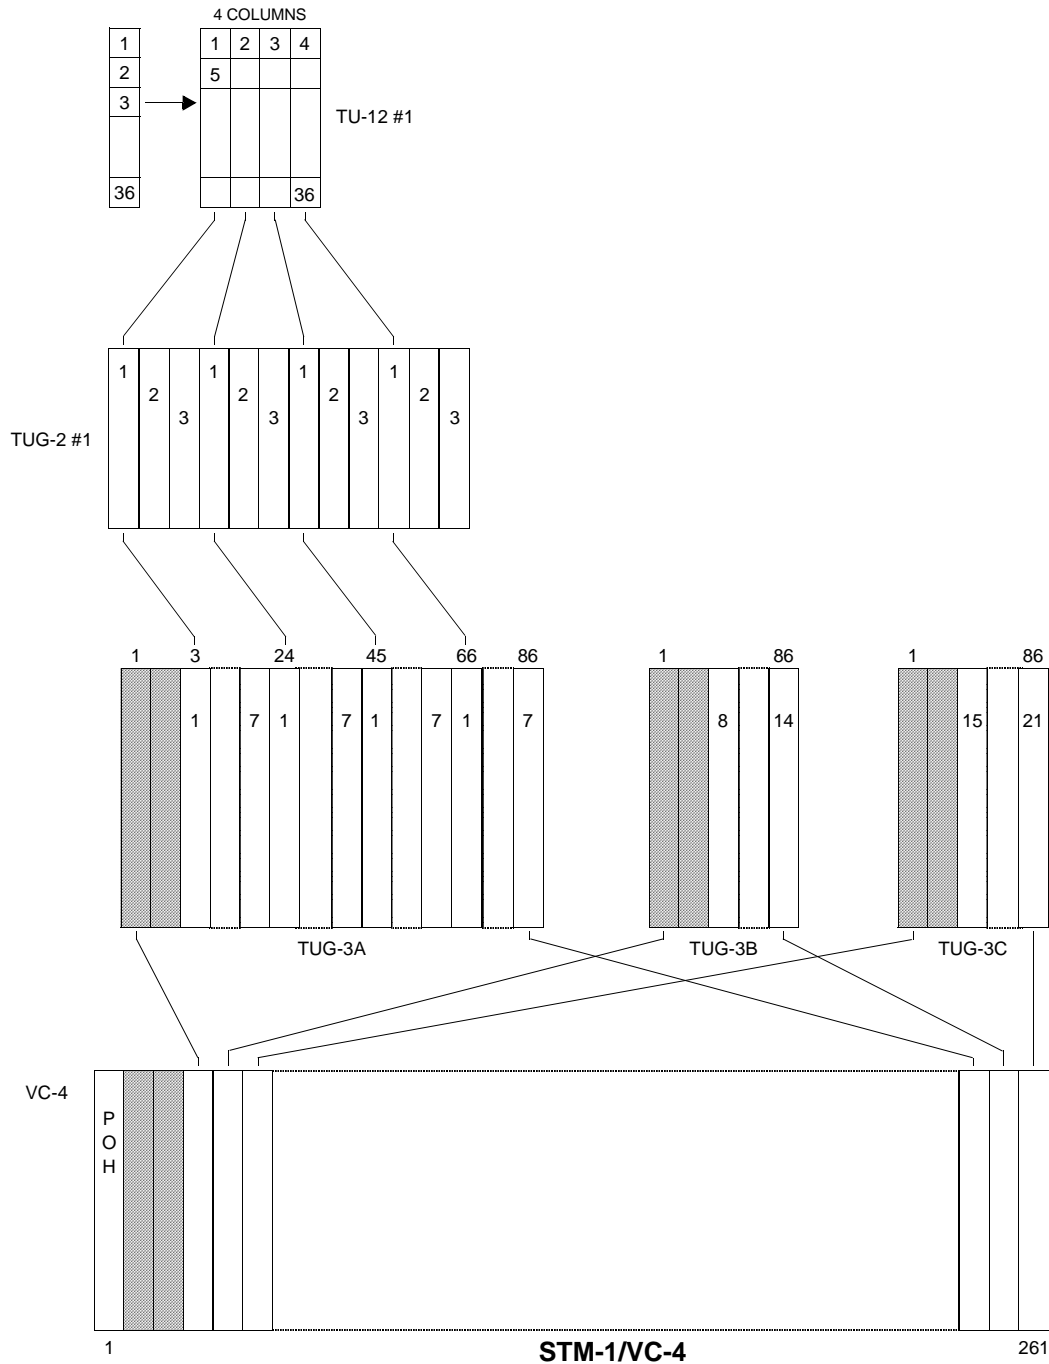 4 COLUMNS
1
2
3
36
1 2 3 4
5
36
TU-12 #1
TUG-2 #1
1 2 3 1 2 3 1 2 3 1 2 3
1 3 24 45 66 86
1 7 1 7 1 7 1 7
TUG-3A
1 86
8 14
TUG-3B
1 86
15 21
TUG-3C
VC-4
P
O
H
1
STM-1/VC-4
261